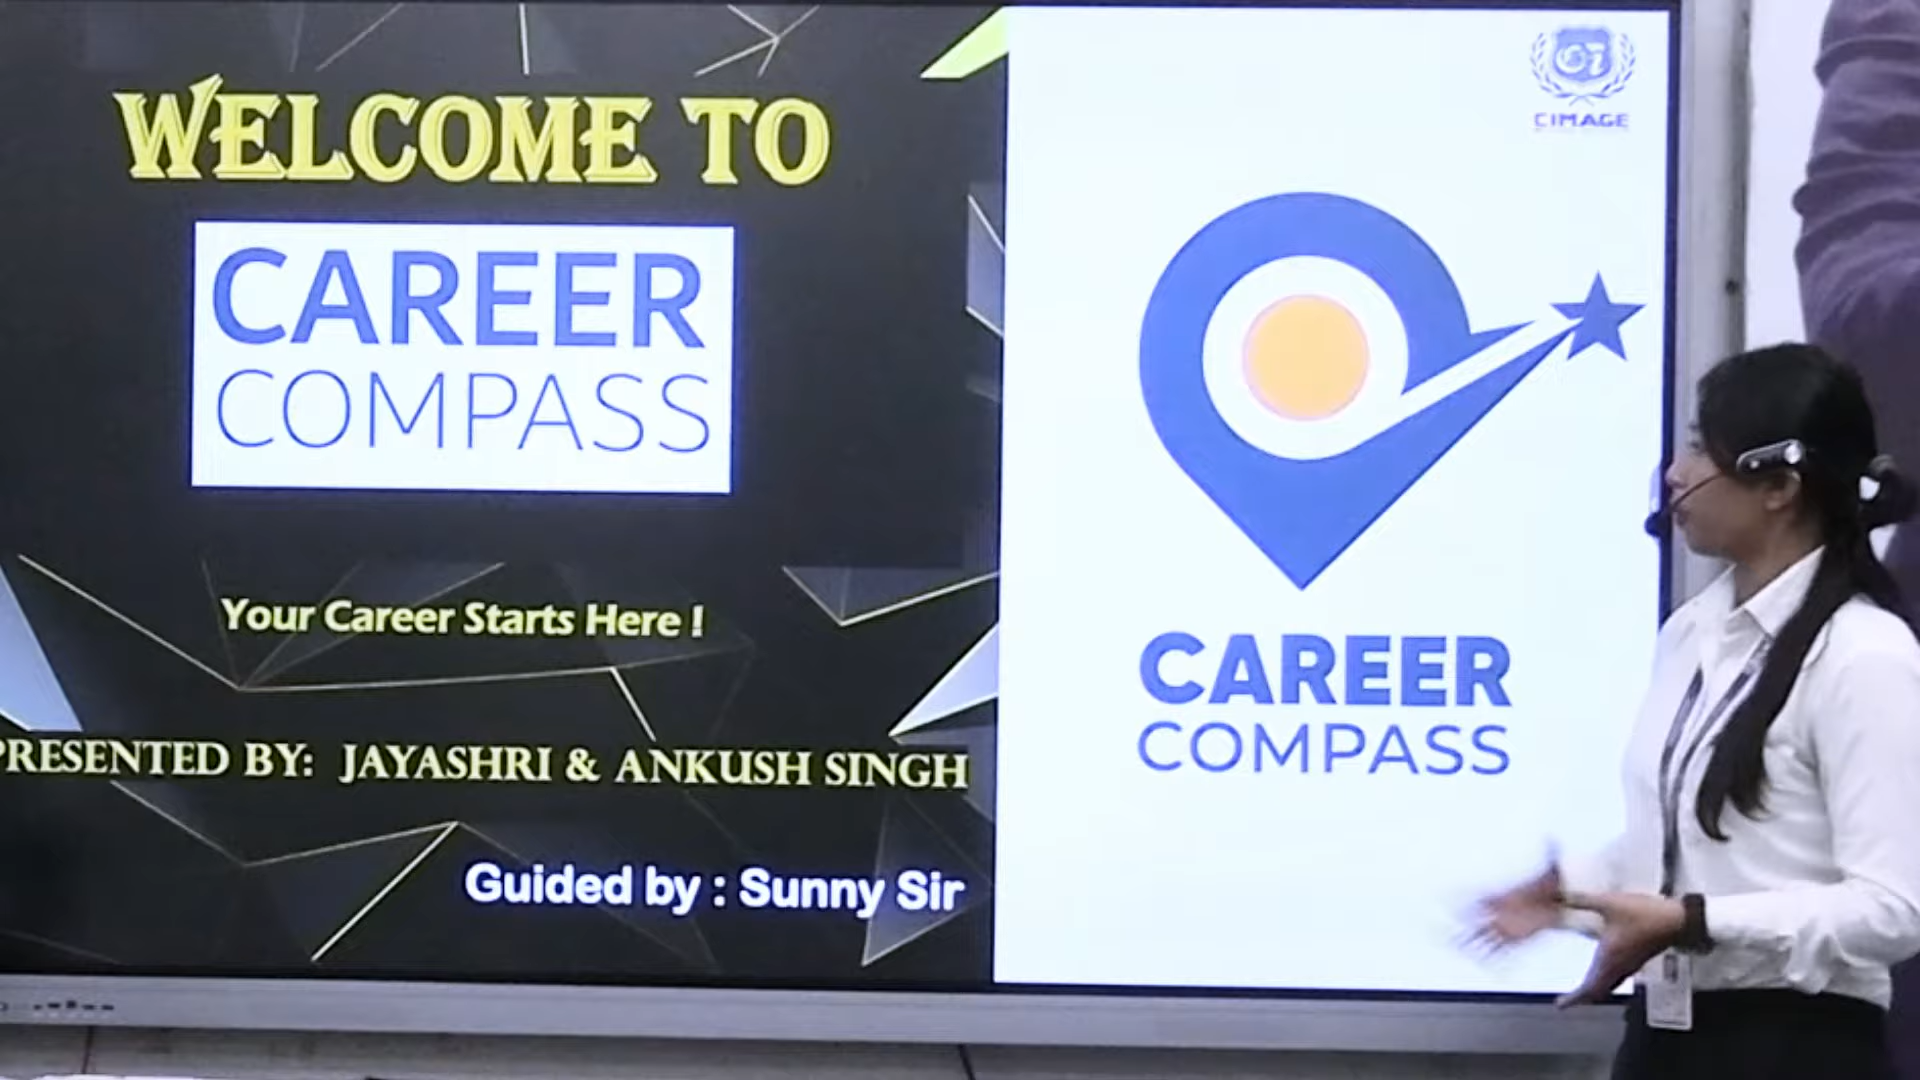 WELCOME TO
CAREER
COMPASS
Your Career Starts Here !
PRESENTED BY: JAYASHRI & ANKUSH SINGH
Guided by : Sunny Sir
CIMAGE
CAREER
COMPASS